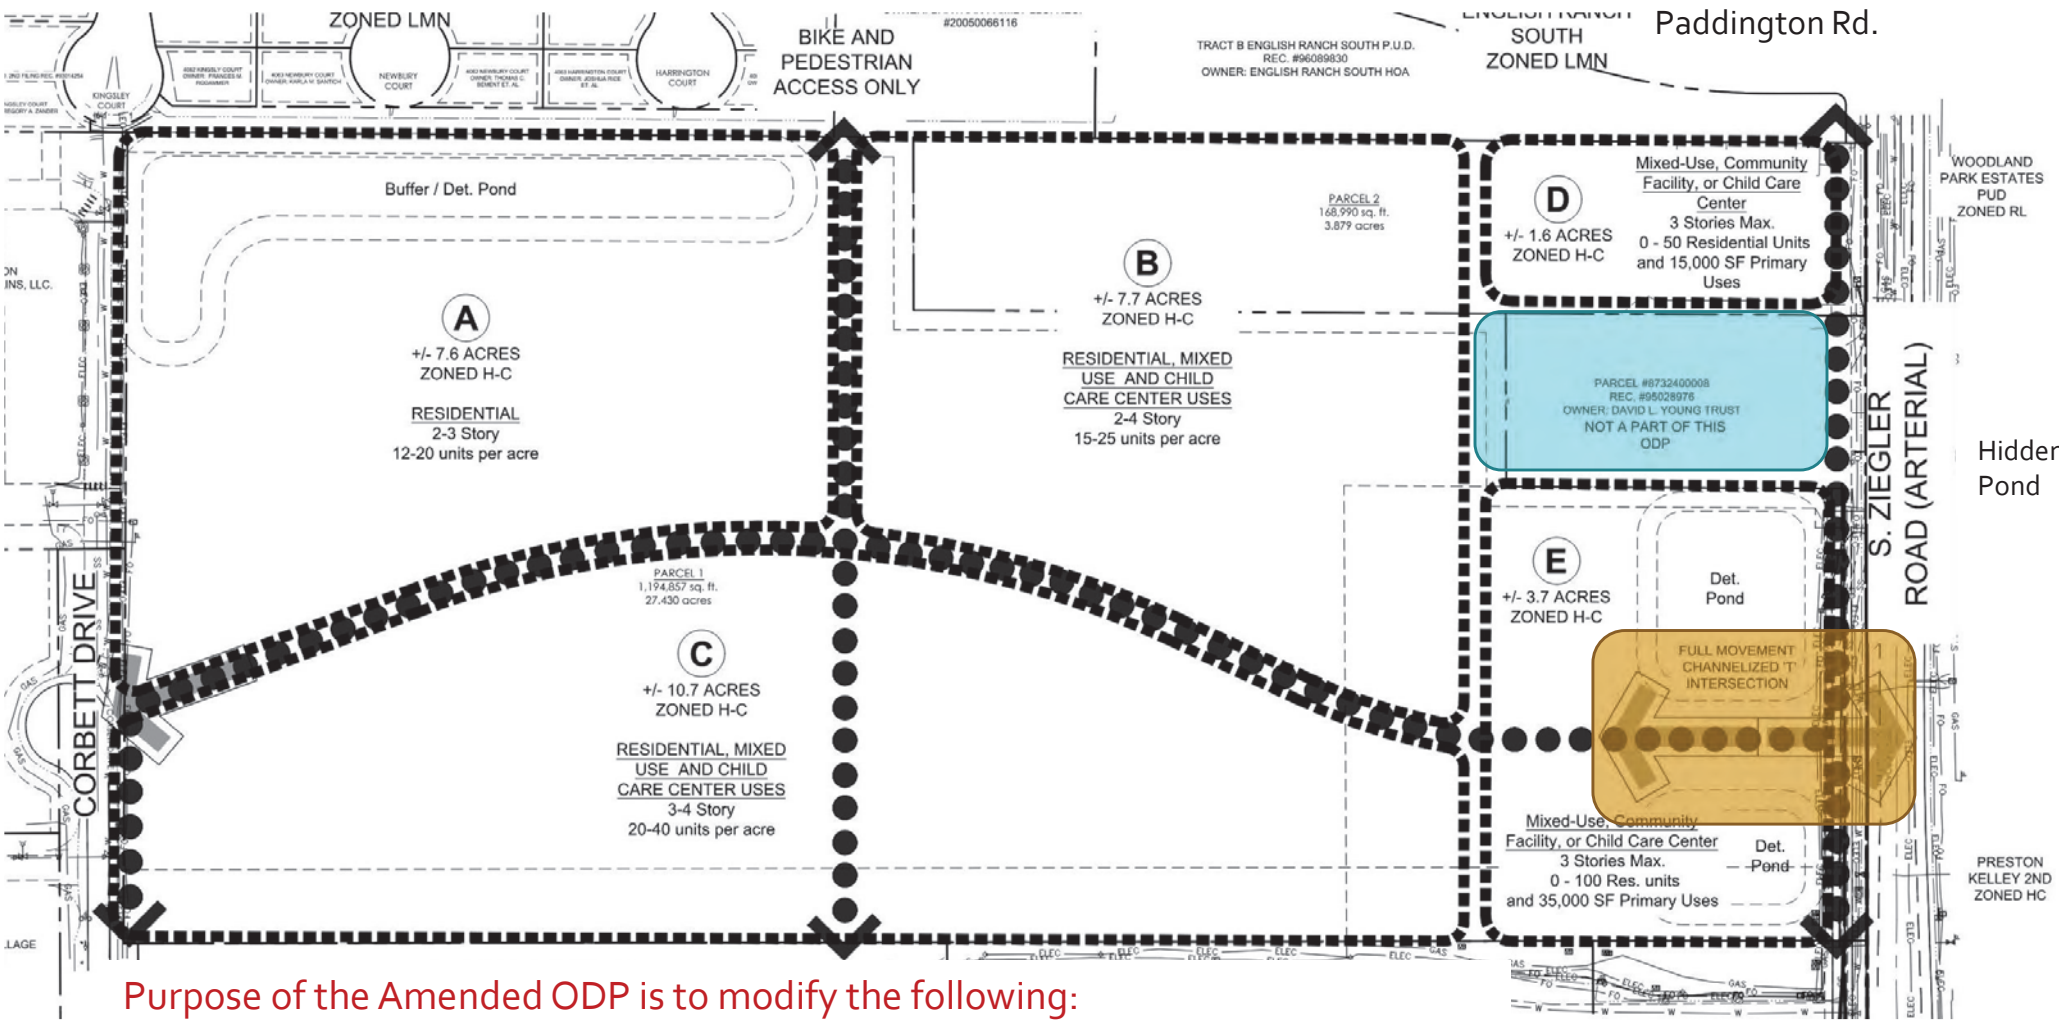 ZONED LMN
#20050066116
BIKE AND
PEDESTRIAN
ACCESS ONLY
TRACT B ENGLISH RANCH SOUTH P.U.D.
REC. #96089830
OWNER: ENGLISH RANCH SOUTH HOA
ENGLISH RANCH
SOUTH
ZONED LMN
Paddington Rd.
KINGSLEY
COURT
NEWBURY
COURT
HARRINGTON
COURT
WOODLAND
PARK ESTATES
PUD
ZONED RL
Buffer / Det. Pond
INS, LLC.
A
+/- 7.6 ACRES
ZONED H-C
RESIDENTIAL
2-3 Story
12-20 units per acre
B
+/- 7.7 ACRES
ZONED H-C
RESIDENTIAL, MIXED
USE AND CHILD
CARE CENTER USES
2-4 Story
15-25 units per acre
PARCEL 2
168,990 sq. ft.
3.879 acres
D
+/- 1.6 ACRES
ZONED H-C
Mixed-Use, Community
Facility, or Child Care
Center
3 Stories Max.
0 - 50 Residential Units
and 15,000 SF Primary
Uses
PARCEL #8732400008
REC. #95028976
OWNER: DAVID L. YOUNG TRUST
NOT A PART OF THIS
ODP
S. ZIEGLER
ROAD (ARTERIAL)
Hidden
Pond
CORBETT DRIVE
PARCEL 1
1,194,857 sq. ft.
27.430 acres
C
+/- 10.7 ACRES
ZONED H-C
RESIDENTIAL, MIXED
USE AND CHILD
CARE CENTER USES
3-4 Story
20-40 units per acre
E
+/- 3.7 ACRES
ZONED H-C
Det.
Pond
FULL MOVEMENT
CHANNELIZED 'T'
INTERSECTION
Mixed-Use, Community
Facility, or Child Care Center
3 Stories Max.
0 - 100 Res. units
and 35,000 SF Primary Uses
Det.
Pond
PRESTON
KELLEY 2ND
ZONED HC
LLAGE
Purpose of the Amended ODP is to modify the following: